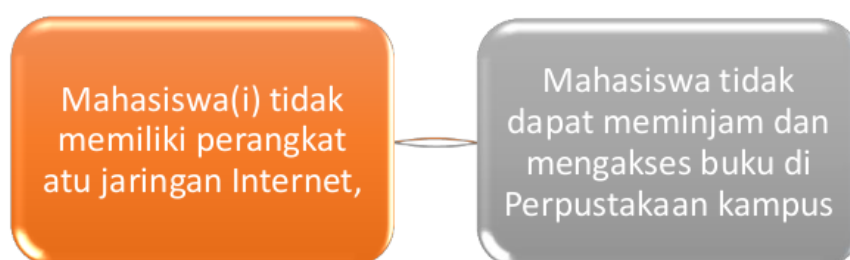 Mahasiswa(i) tidak
memiliki perangkat
atu jaringan Internet,
Mahasiswa tidak
dapat meminjam dan
mengakses buku di
Perpustakaan kampus